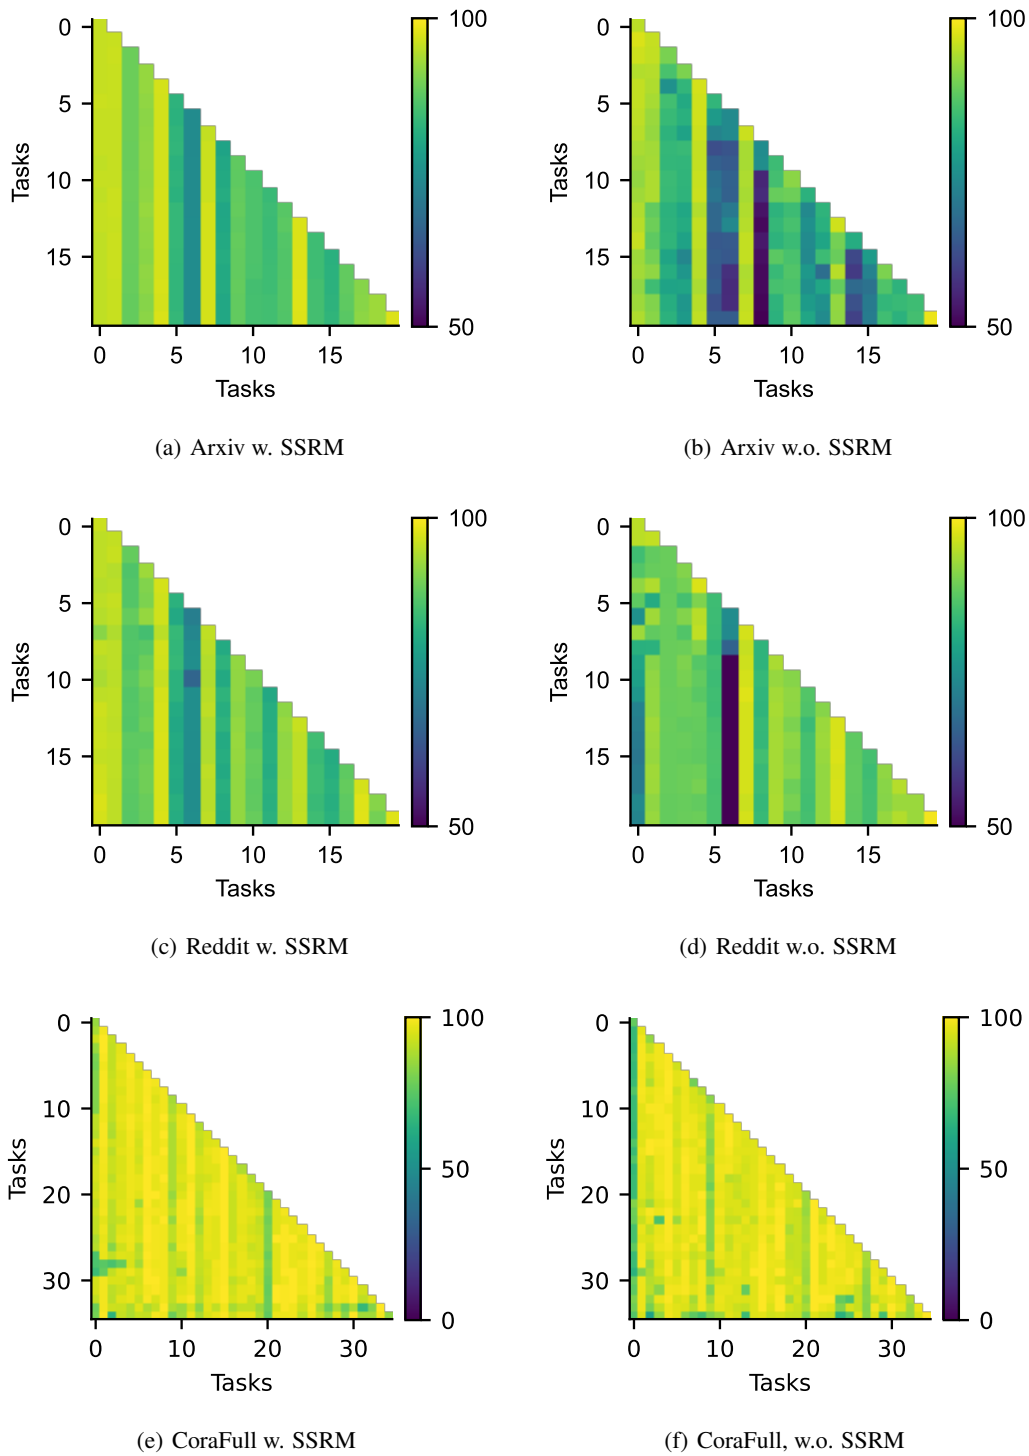 0
5
10
15
Tasks
0 5 10 15
Tasks
100
50
(a) Arxiv w. SSRM
0
5
10
15
Tasks
0 5 10 15
Tasks
100
50
(b) Arxiv w.o. SSRM
0
5
10
15
Tasks
0 5 10 15
Tasks
100
50
(c) Reddit w. SSRM
0
5
10
15
Tasks
0 5 10 15
Tasks
100
50
(d) Reddit w.o. SSRM
0
10
20
30
Tasks
0 10 20 30
Tasks
100
50
0
(e) CoraFull w. SSRM
0
10
20
30
Tasks
0 10 20 30
Tasks
100
50
0
(f) CoraFull, w.o. SSRM